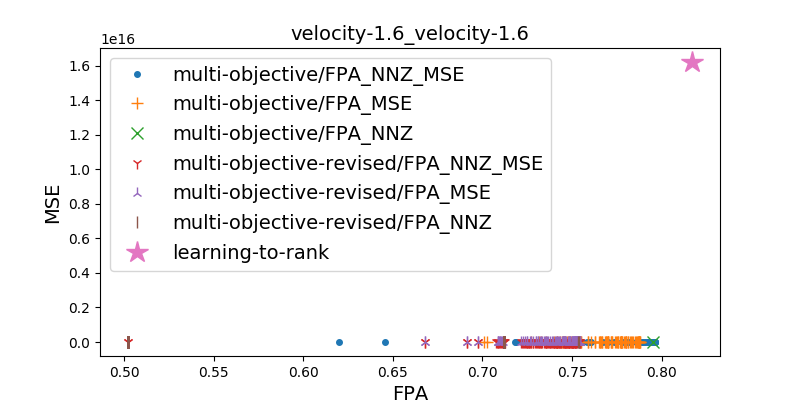 velocity-1.6_velocity-1.6
1e16
1.6
1.4
1.2
1.0
0.8
0.6
0.4
0.2
0.0
MSE
multi-objective/FPA_NNZ_MSE
multi-objective/FPA_MSE
multi-objective/FPA_NNZ
multi-objective-revised/FPA_NNZ_MSE
multi-objective-revised/FPA_MSE
multi-objective-revised/FPA_NNZ
learning-to-rank
0.50 0.55 0.60 0.65 0.70 0.75 0.80
FPA